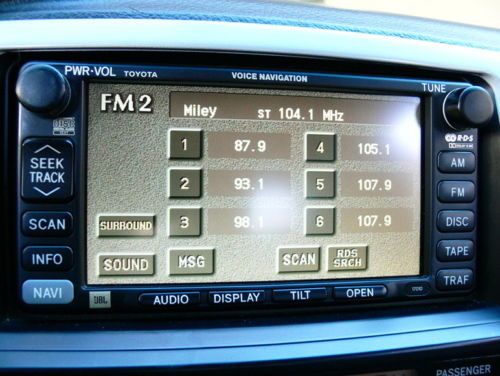 PWR-VOL TOYOTA VOICE NAVIGATION TUNE
FM2 Miley ST 104.1 MHz
1 87.9 4 105.1
2 93.1 5 107.9
3 98.1 6 107.9
SURROUND
SOUND MSG SCAN RDS SRCH
SEEK TRACK
SCAN
INFO
NAVI
R·D·S
AM
FM
DISC
TAPE
TRAF
JBL AUDIO DISPLAY TILT OPEN
PASSENGER